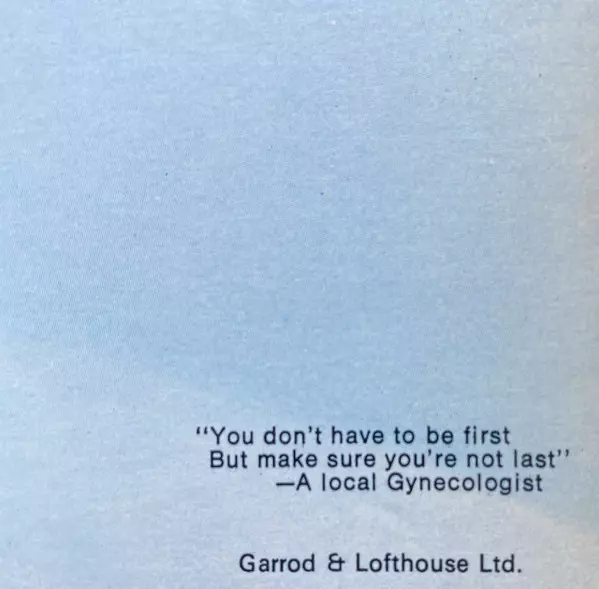 "You don't have to be first
But make sure you're not last"
—A local Gynecologist
Garrod & Lofthouse Ltd.